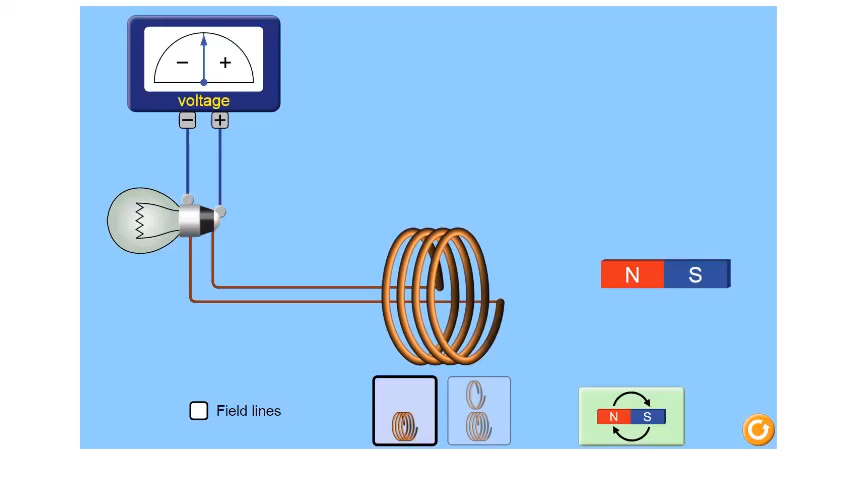 − +
voltage
− +
N S
Field lines
N S